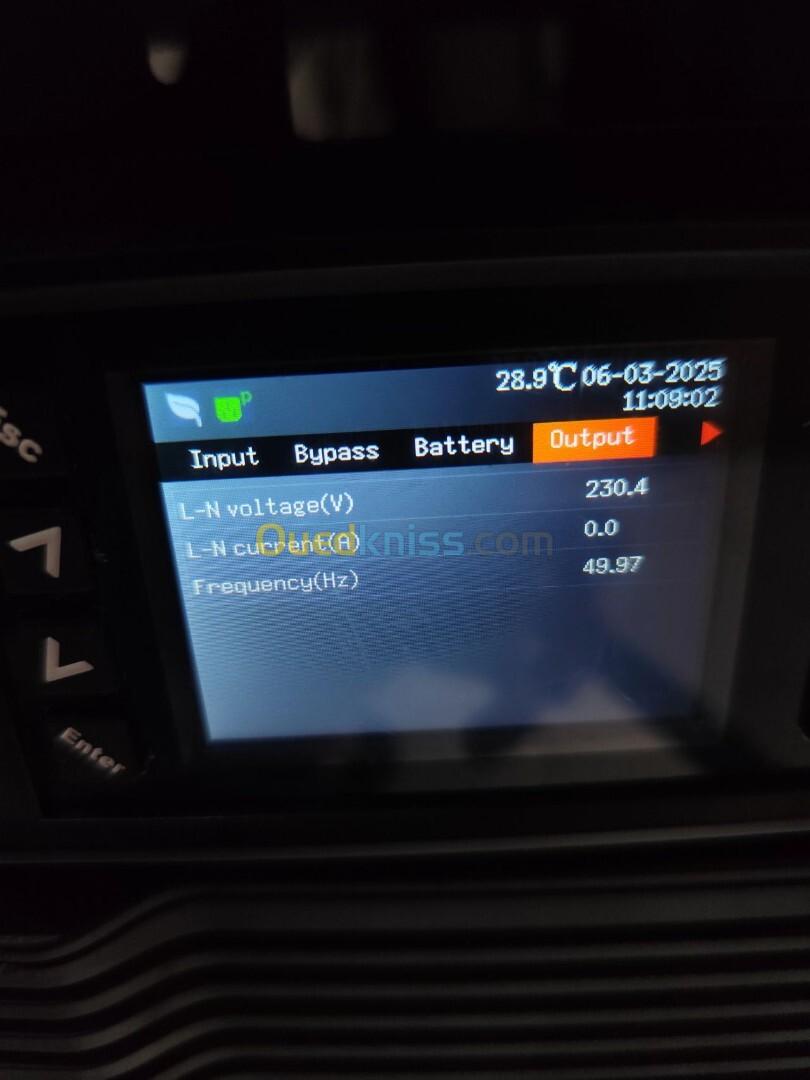 28.9℃ 06-03-2025
11:09:02
p
Input Bypass Battery Output
L-N voltage(V) 230.4
L-N current(A) 0.0
Frequency(Hz) 49.97
Ouedkniss.com
Esc
Enter